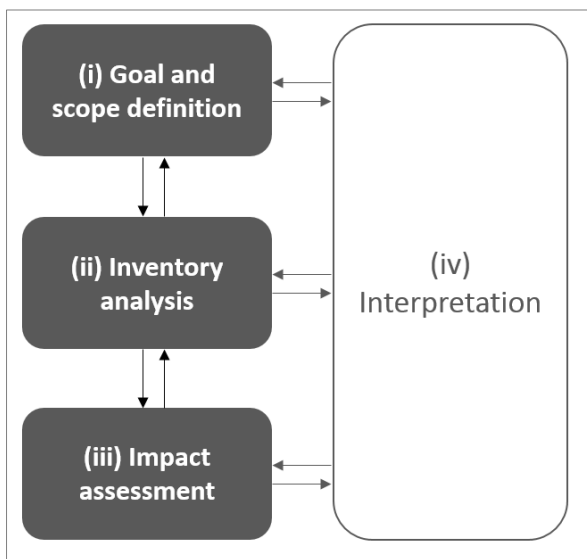 (i) Goal and
scope definition
(ii) Inventory
analysis
(iii) Impact
assessment
(iv)
Interpretation